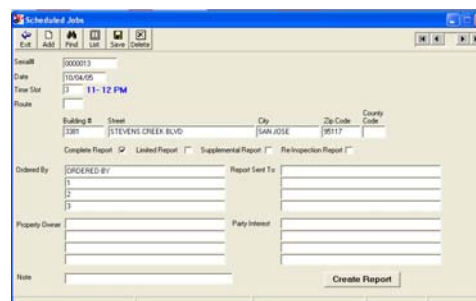 Scheduled Jobs
Exit Add Find List Save Delete
Serial# 0000013
Date 10/04/05
Time Slot 3 11- 12 PM
Route
Building # Street City Zip Code County Code
3381 STEVENS CREEK BLVD SAN JOSE 95117
Complete Report Limited Report Supplemental Report Re-Inspection Report
Ordered By ORDERED BY Report Sent To
1
2
3
Property Owner Party Interest
Note Create Report